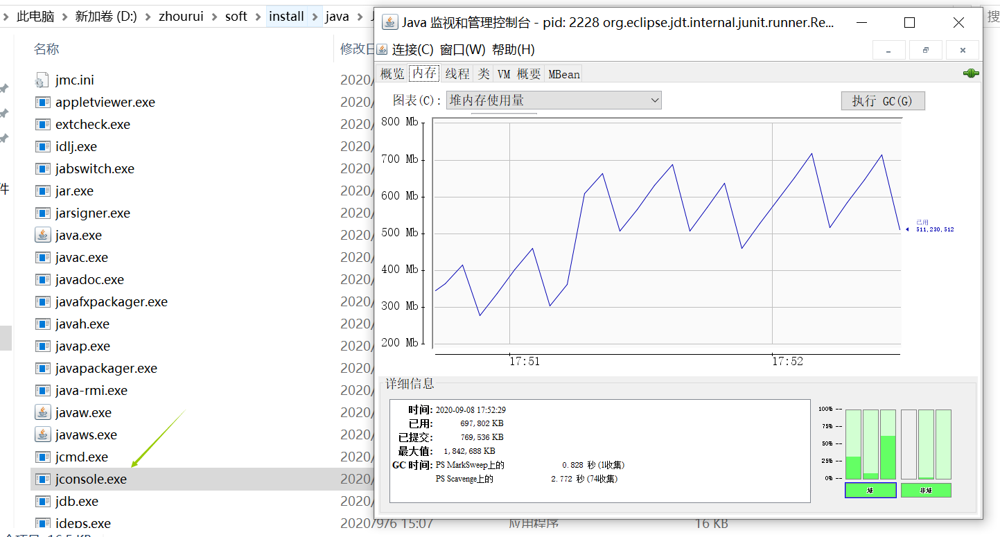 此电脑 > 新加卷 (D:) > zhourui > soft > install > java >
搜
名称
修改日
件
jmc.ini
2020/
appletviewer.exe
2020/
extcheck.exe
2020/
idlj.exe
2020/
jabswitch.exe
2020/
jar.exe
2020/
jarsigner.exe
2020/
java.exe
2020/
javac.exe
2020/
javadoc.exe
2020/
javafxpackager.exe
2020/
javah.exe
2020/
javap.exe
2020/
javapackager.exe
2020/
java-rmi.exe
2020/
javaw.exe
2020/
javaws.exe
2020/
jcmd.exe
2020/
jconsole.exe
2020/
jdb.exe
2020/
jdeps.exe
2020/9/6 15:07 应用程序 16 KB
个项目 16.5 KB
Java 监视和管理控制台 - pid: 2228 org.eclipse.jdt.internal.junit.runner.Re...
连接(C) 窗口(W) 帮助(H)
概览 内存 线程 类 VM 概要 MBean
图表(C): 堆内存使用量 执行 GC(G)
800 Mb
700 Mb
600 Mb
500 Mb
400 Mb
300 Mb
200 Mb
已用
511,230,512
17:51 17:52
详细信息
时间: 2020-09-08 17:52:29
已用: 697,802 KB
已提交: 769,536 KB
最大值: 1,842,688 KB
GC 时间: PS MarkSweep上的 0.828 秒 (1收集)
PS Scavenge上的 2.772 秒 (74收集)
100% --
75% --
50% --
25% --
0% --
堆 非堆